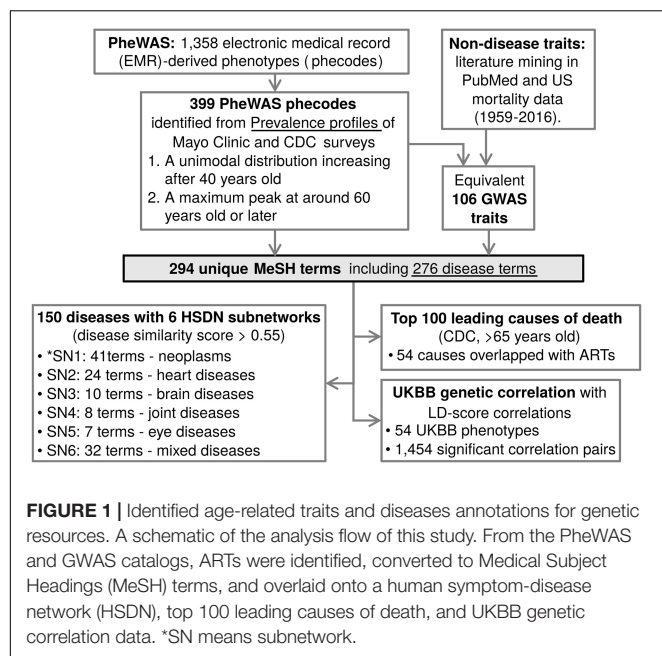 PheWAS: 1,358 electronic medical record
(EMR)-derived phenotypes (phecodes)
Non-disease traits:
literature mining in
PubMed and US
mortality data
(1959-2016).
399 PheWAS phecodes
identified from Prevalence profiles of
Mayo Clinic and CDC surveys
1. A unimodal distribution increasing
after 40 years old
2. A maximum peak at around 60
years old or later
Equivalent
106 GWAS
traits
294 unique MeSH terms including 276 disease terms
150 diseases with 6 HSDN subnetworks
(disease similarity score > 0.55)
• *SN1: 41terms - neoplasms
• SN2: 24 terms - heart diseases
• SN3: 10 terms - brain diseases
• SN4: 8 terms - joint diseases
• SN5: 7 terms - eye diseases
• SN6: 32 terms - mixed diseases
Top 100 leading causes of death
(CDC, >65 years old)
• 54 causes overlapped with ARTs
UKBB genetic correlation with
LD-score correlations
• 54 UKBB phenotypes
• 1,454 significant correlation pairs
FIGURE 1 | Identified age-related traits and diseases annotations for genetic
resources. A schematic of the analysis flow of this study. From the PheWAS
and GWAS catalogs, ARTs were identified, converted to Medical Subject
Headings (MeSH) terms, and overlaid onto a human symptom-disease
network (HSDN), top 100 leading causes of death, and UKBB genetic
correlation data. *SN means subnetwork.